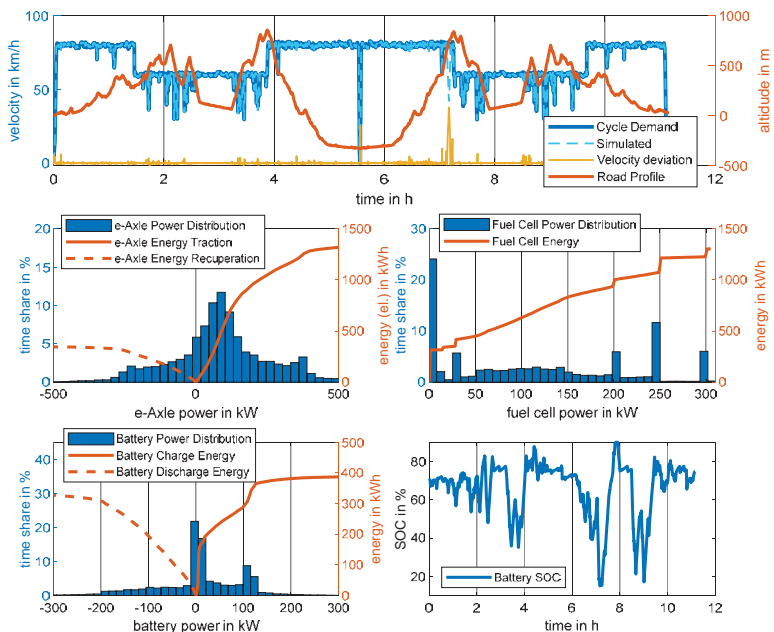 100
50
0
velocity in km/h
1000
500
0
-500
altidude in m
0
2
4
6
8
12
time in h
Cycle Demand
Simulated
Velocity deviation
Road Profile
e-Axle Power Distribution
e-Axle Energy Traction
e-Axle Energy Recuperation
20
15
10
5
0
time share in %
1500
1000
500
0
energy (el.) in kWh
-500
0
500
e-Axle power in kW
Fuel Cell Power Distribution
Fuel Cell Energy
30
20
10
0
time share in %
1500
1000
500
0
energy in kWh
0
50
100
150
200
250
300
fuel cell power in kW
Battery Power Distribution
Battery Charge Energy
Battery Discharge Energy
40
30
20
10
0
time share in %
500
400
300
200
100
0
energy in kWh
-300
-200
-100
0
100
200
300
battery power in kW
80
60
40
20
SOC in %
Battery SOC
0
2
4
6
8
10
12
time in h